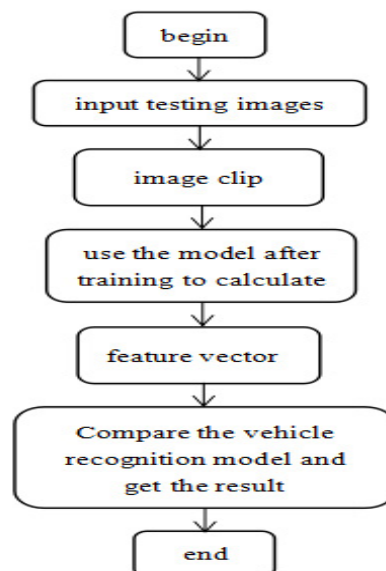 begin
input testing images
image clip
use the model after
training to calculate
feature vector
Compare the vehicle
recognition model and
get the result
end